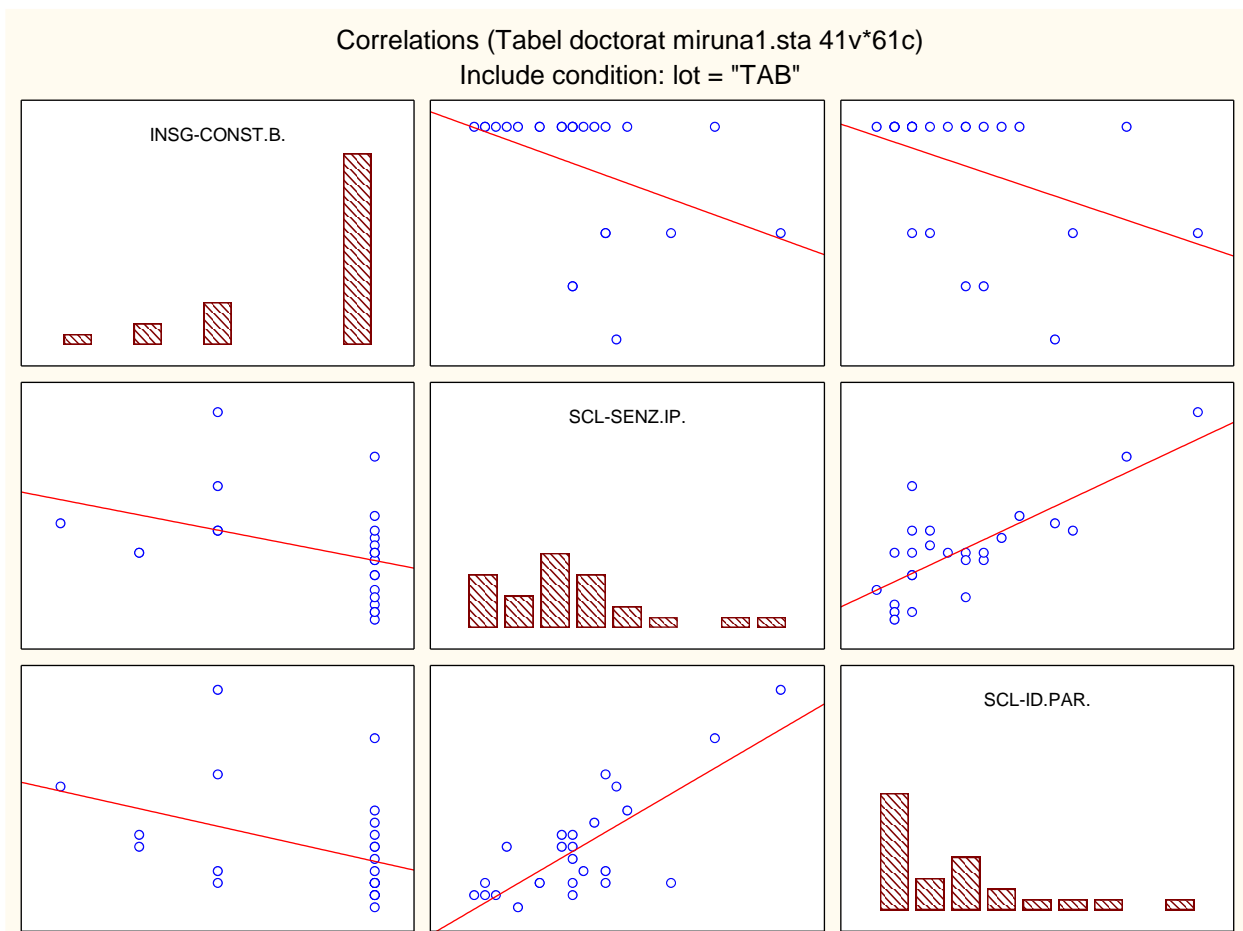 Correlations (Tabel doctorat miruna1.sta 41v*61c)
Include condition: lot = "TAB"
INSG-CONST.B.
SCL-SENZ.IP.
SCL-ID.PAR.